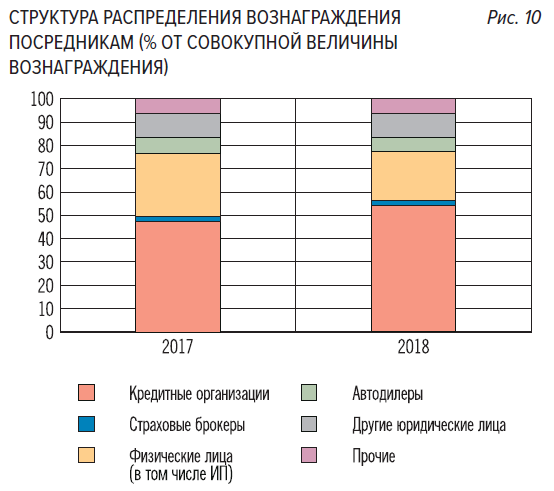 СТРУКТУРА РАСПРЕДЕЛЕНИЯ ВОЗНАГРАЖДЕНИЯ
Рис. 10
ПОСРЕДНИКАМ (% ОТ СОВОКУПНОЙ ВЕЛИЧИНЫ
ВОЗНАГРАЖДЕНИЯ)
100
90
80
70
60
50
40
30
20
10
0
2017
2018
Кредитные организации
Страховые брокеры
Физические лица
(в том числе ИП)
Автодилеры
Другие юридические лица
Прочие